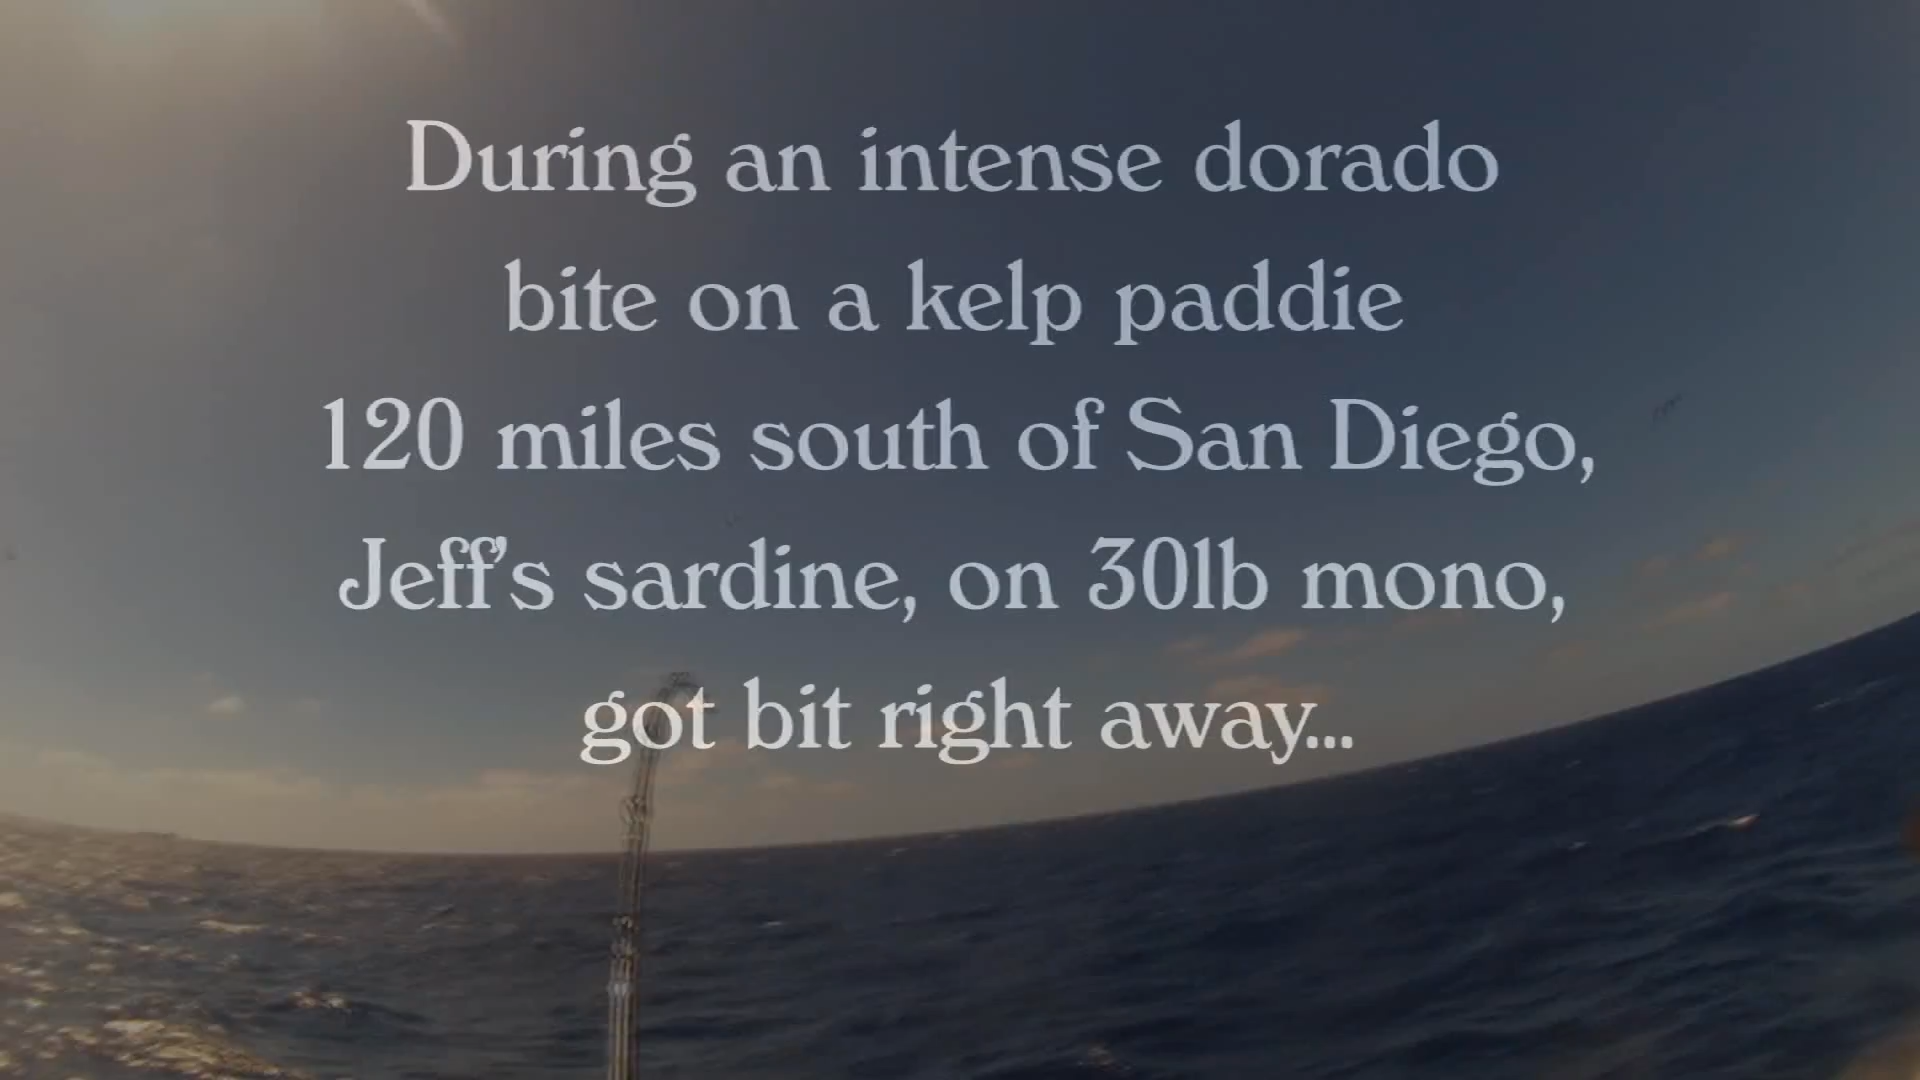 During an intense dorado
bite on a kelp paddie
120 miles south of San Diego,
Jeff's sardine, on 30lb mono,
got bit right away...